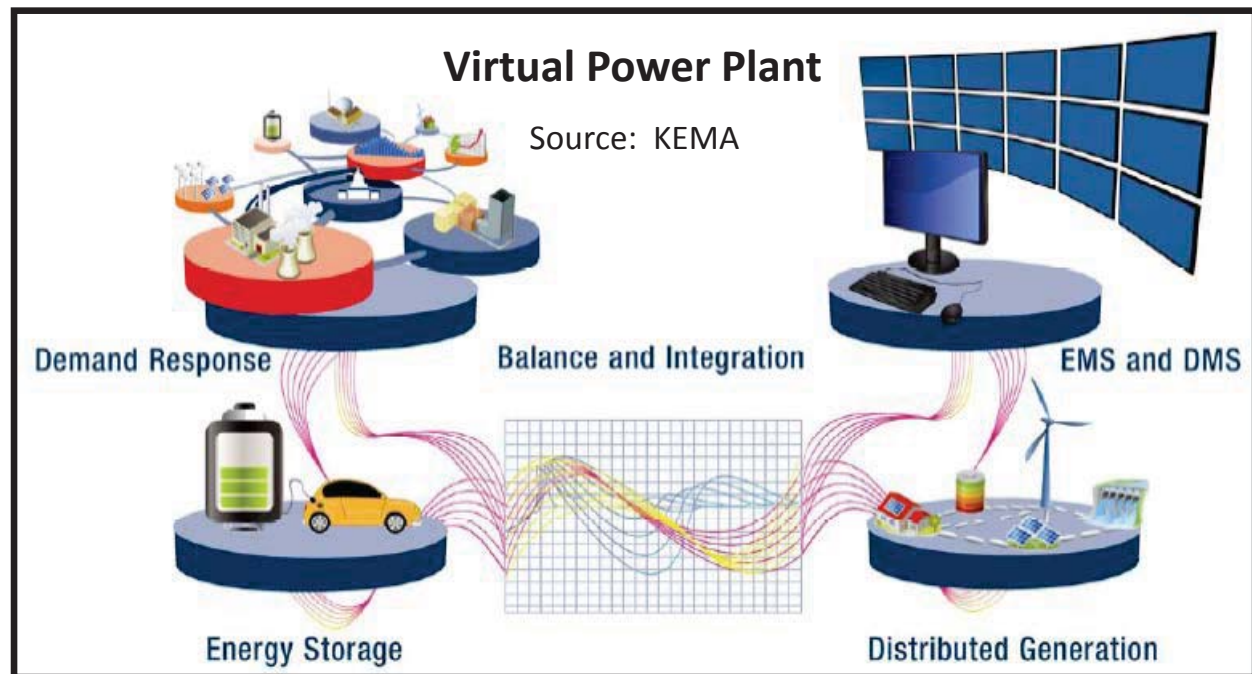 Virtual Power Plant
Source: KEMA
Demand Response
Balance and Integration
EMS and DMS
Energy Storage
Distributed Generation